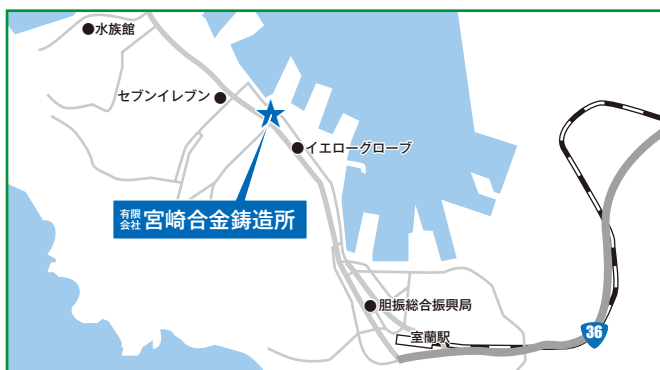 水族館
セブンイレブン
イエローグローブ
有限
会社 宮崎合金鋳造所
胆振総合振興局
室蘭駅
36